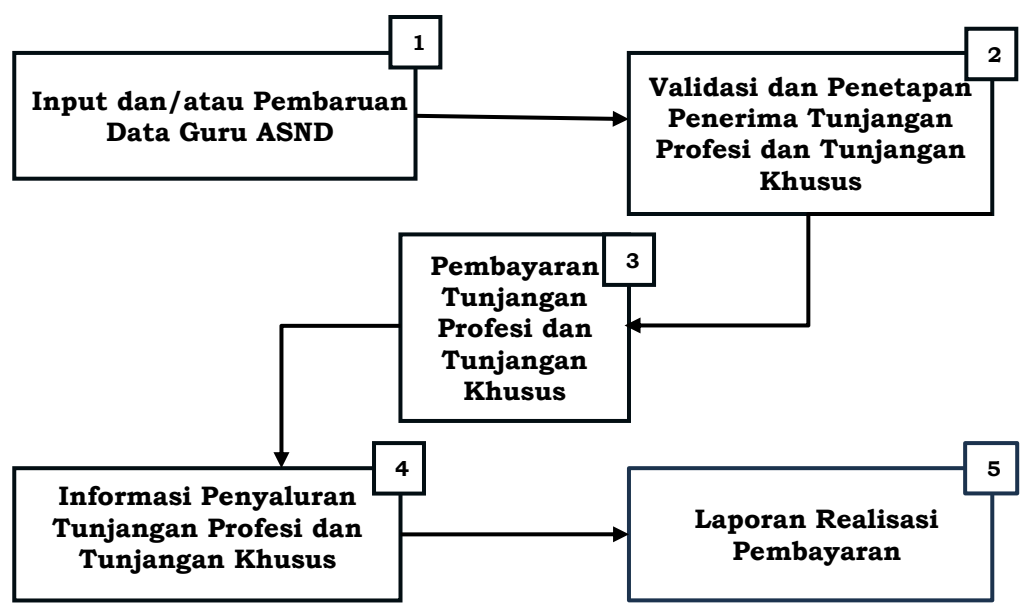 1
Input dan/atau Pembaruan
Data Guru ASND
2
Validasi dan Penetapan
Penerima Tunjangan
Profesi dan Tunjangan
Khusus
3
Pembayaran
Tunjangan
Profesi dan
Tunjangan
Khusus
4
Informasi Penyaluran
Tunjangan Profesi dan
Tunjangan Khusus
5
Laporan Realisasi
Pembayaran